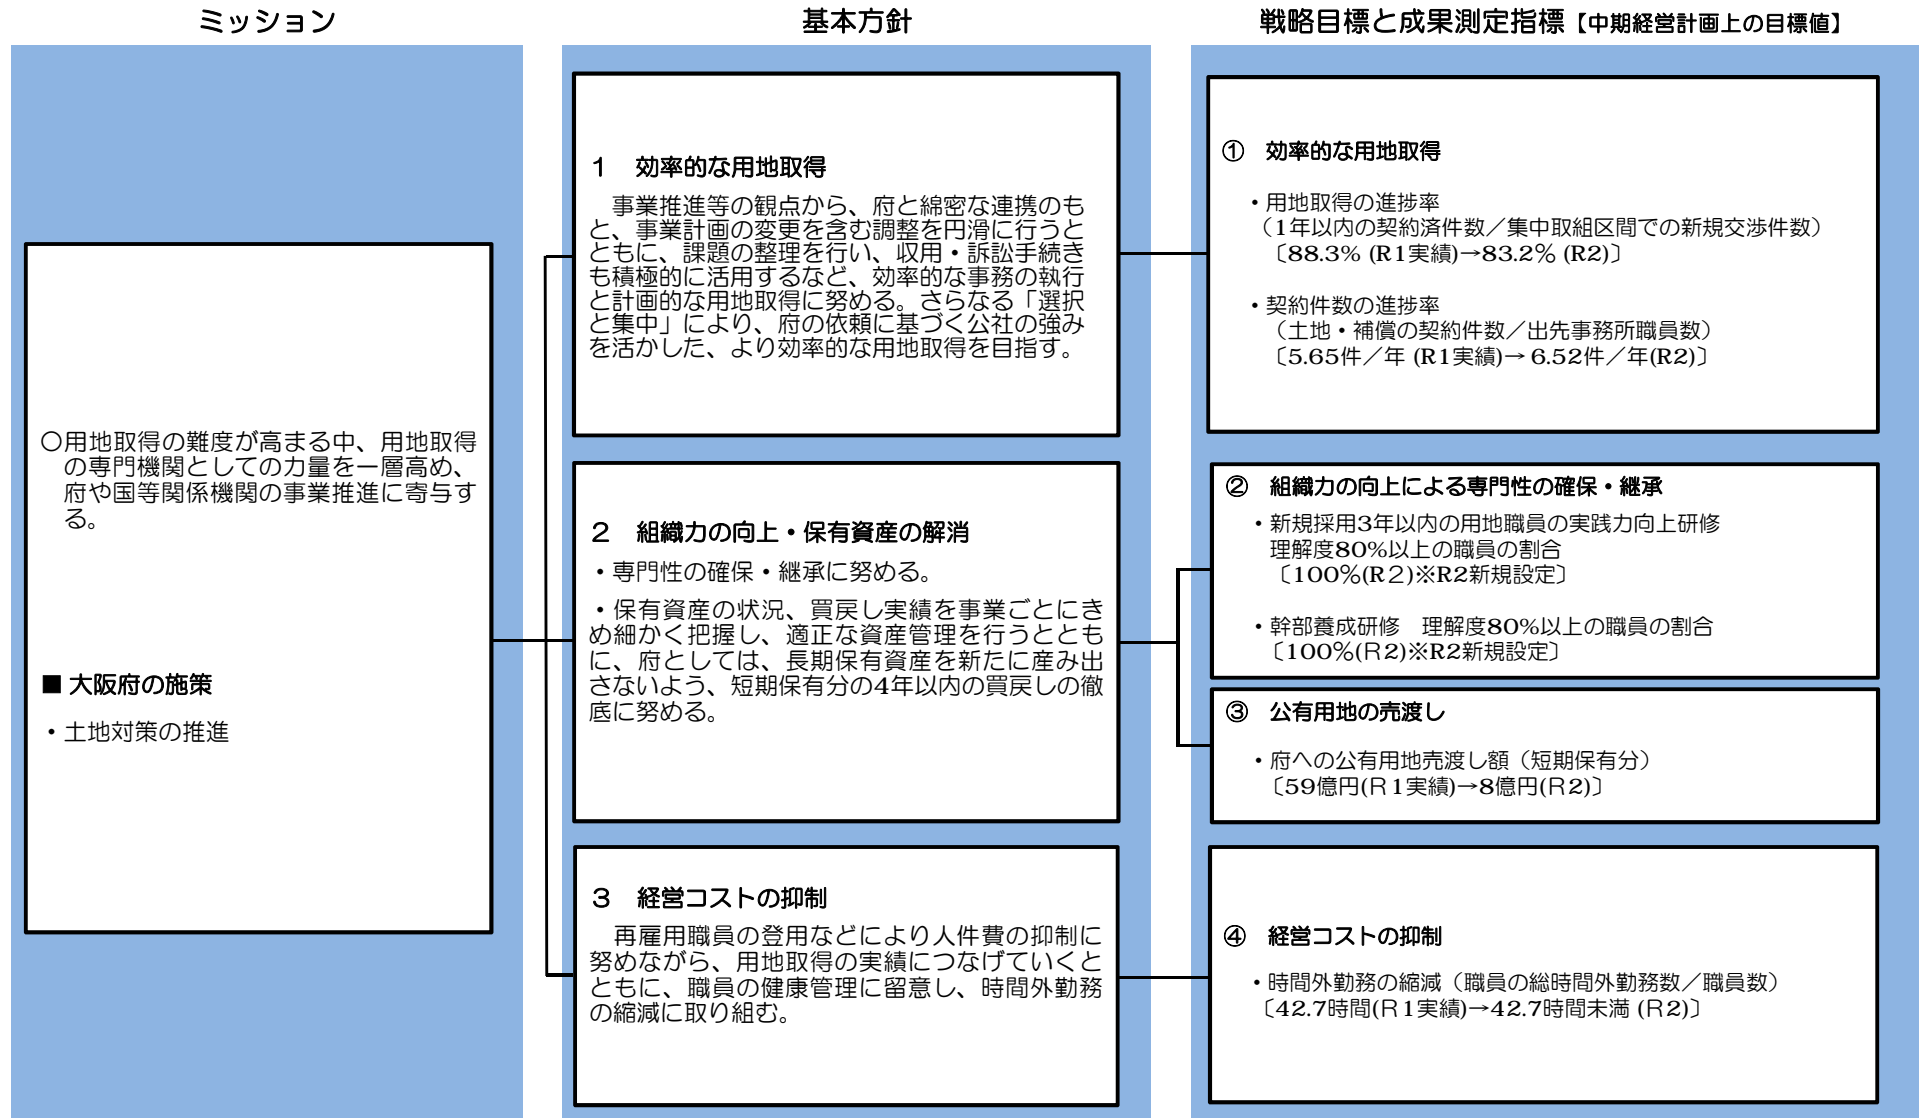 ミッション
基本方針
戦略目標と成果測定指標【中期経営計画上の目標値】
〇用地取得の難度が高まる中、用地取得
の専門機関としての力量を一層高め、
府や国等関係機関の事業推進に寄与す
る。
■ 大阪府の施策
・土地対策の推進
１　効率的な用地取得
事業推進等の観点から、府と綿密な連携のも
と、事業計画の変更を含む調整を円滑に行うと
ともに、課題の整理を行い、収用・訴訟手続き
も積極的に活用するなど、効率的な事務の執行
と計画的な用地取得に努める。さらなる「選択
と集中」により、府の依頼に基づく公社の強み
を活かした、より効率的な用地取得を目指す。
２　組織力の向上・保有資産の解消
・専門性の確保・継承に努める。
・保有資産の状況、買戻し実績を事業ごとにき
め細かく把握し、適正な資産管理を行うととも
に、府としては、長期保有資産を新たに産み出
さないよう、短期保有分の4年以内の買戻しの徹
底に努める。
３　経営コストの抑制
再雇用職員の登用などにより人件費の抑制に
努めながら、用地取得の実績につなげていくと
ともに、職員の健康管理に留意し、時間外勤務
の縮減に取り組む。
①　効率的な用地取得
・用地取得の進捗率
（1年以内の契約済件数／集中取組区間での新規交渉件数）
〔88.3% (R1実績)→83.2％ (R2)〕
・契約件数の進捗率
（土地・補償の契約件数／出先事務所職員数）
〔5.65件／年 (R1実績)→ 6.52件／年(R2)〕
②　組織力の向上による専門性の確保・継承
・新規採用3年以内の用地職員の実践力向上研修
理解度80%以上の職員の割合
〔100％(R２)※R2新規設定〕
・幹部養成研修　理解度80%以上の職員の割合
〔100％(Ｒ2)※R2新規設定〕
③　公有用地の売渡し
・府への公有用地売渡し額（短期保有分）
〔59億円(Ｒ1実績)→8億円(Ｒ2)〕
④　経営コストの抑制
・時間外勤務の縮減（職員の総時間外勤務数／職員数）
〔42.7時間(Ｒ1実績)→42.7時間未満 (R2)〕